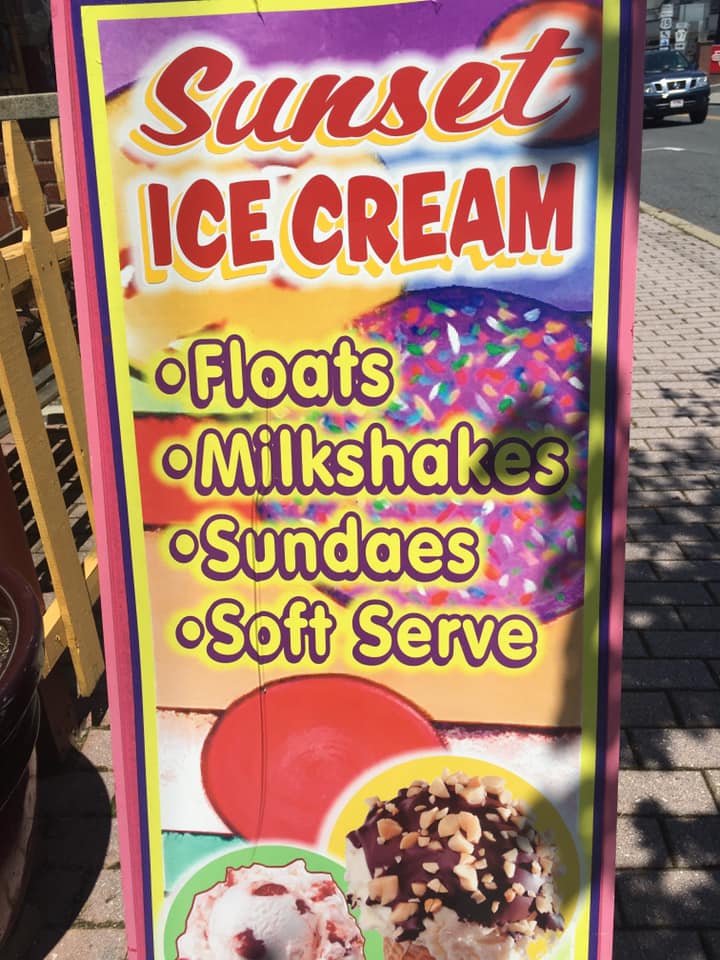 Sunset
ICE CREAM
•Floats
•Milkshakes
•Sundaes
•Soft Serve